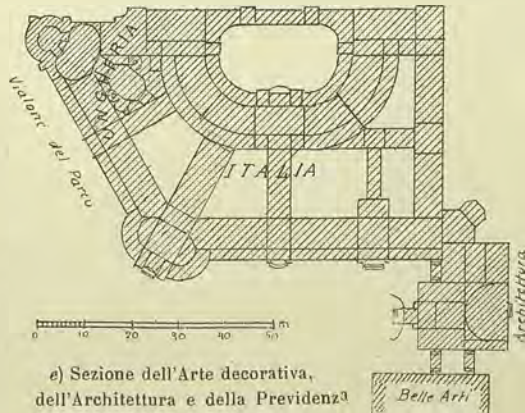 UNGHERIA
Vialone del Parco
ITALIA
Architettura
0 10 20 30 40 50 m
e) Sezione dell'Arte decorativa,
dell'Architettura e della Previdenza
Belle Arti